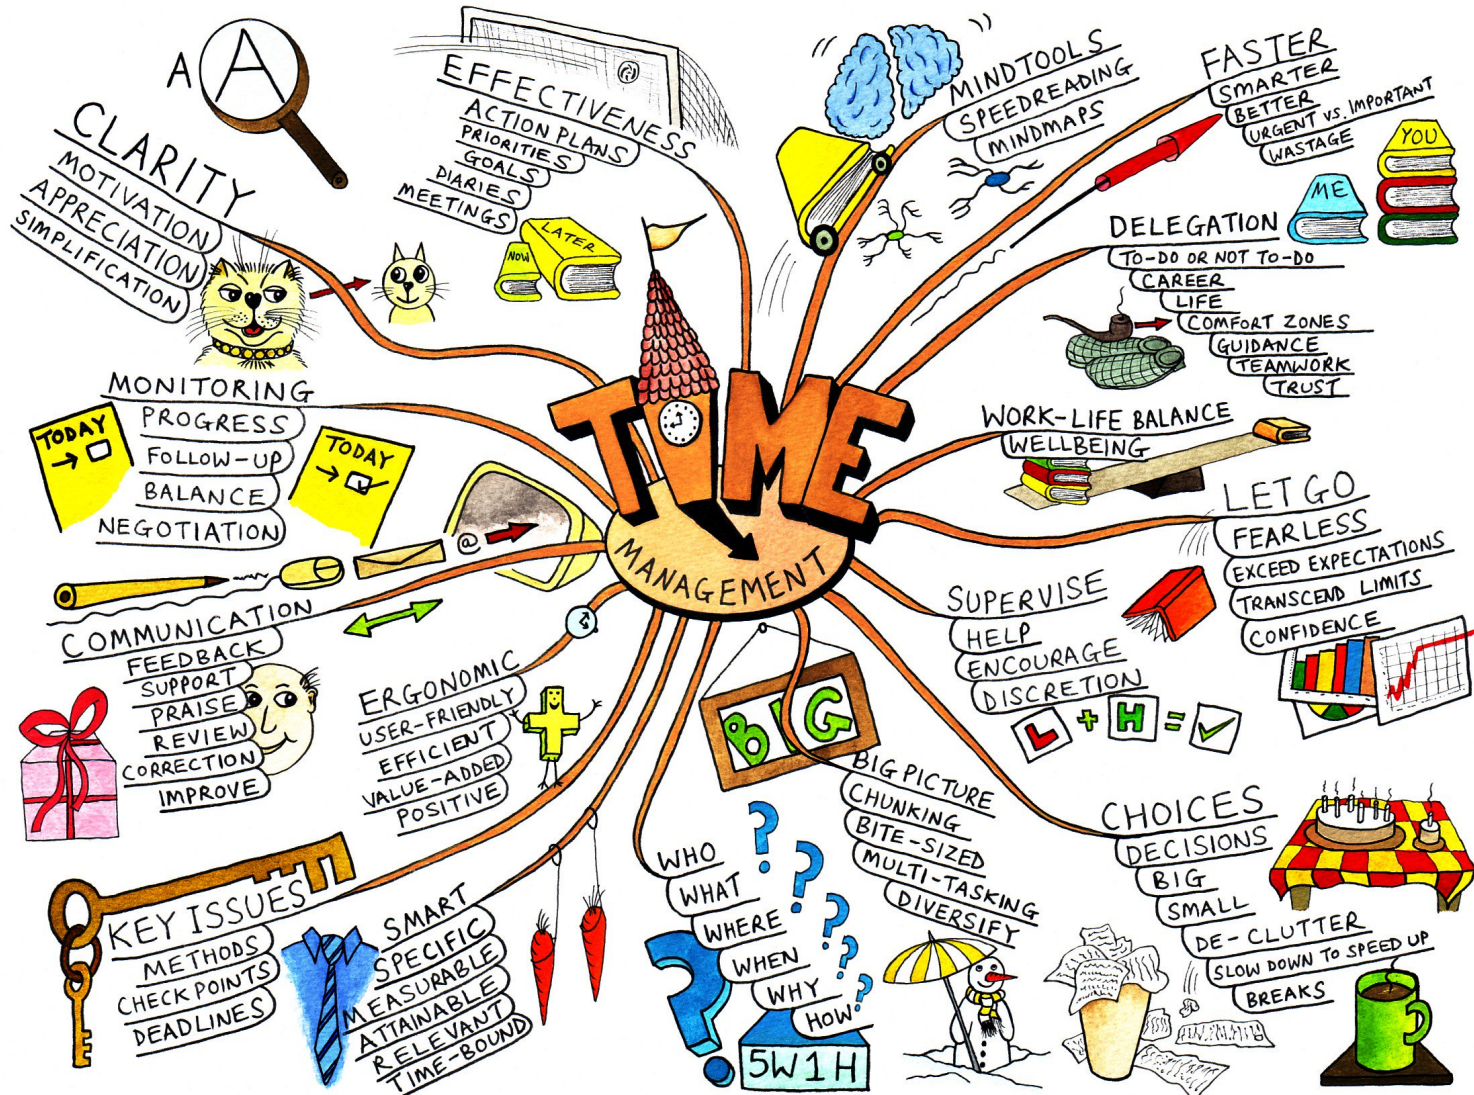 TIME
MANAGEMENT
A
A
CLARITY
MOTIVATION
APPRECIATION
SIMPLIFICATION
EFFECTIVENESS
ACTION PLANS
PRIORITIES
GOALS
DIARIES
MEETINGS
NOW
LATER
MINDTOOLS
SPEEDREADING
MINDMAPS
FASTER
SMARTER
BETTER
URGENT VS. IMPORTANT
WASTAGE
YOU
ME
DELEGATION
TO-DO OR NOT TO-DO
CAREER
LIFE
COMFORT ZONES
GUIDANCE
TEAMWORK
TRUST
WORK-LIFE BALANCE
WELLBEING
LET GO
FEARLESS
EXCEED EXPECTATIONS
TRANSCEND LIMITS
CONFIDENCE
SUPERVISE
HELP
ENCOURAGE
DISCRETION
L + H =
CHOICES
DECISIONS
BIG
SMALL
DE-CLUTTER
SLOW DOWN TO SPEED UP
BREAKS
BIG
BIG PICTURE
CHUNKING
BITE-SIZED
MULTI-TASKING
DIVERSIFY
WHO
WHAT
WHERE
WHEN
WHY
HOW
? ? ? ? ? ?
5W1H
SMART
SPECIFIC
MEASURABLE
ATTAINABLE
RELEVANT
TIME-BOUND
KEY ISSUES
METHODS
CHECKPOINTS
DEADLINES
ERGONOMIC
USER-FRIENDLY
EFFICIENT
VALUE-ADDED
POSITIVE
COMMUNICATION
FEEDBACK
SUPPORT
PRAISE
REVIEW
CORRECTION
IMPROVE
@
MONITORING
PROGRESS
FOLLOW-UP
BALANCE
NEGOTIATION
TODAY
TODAY